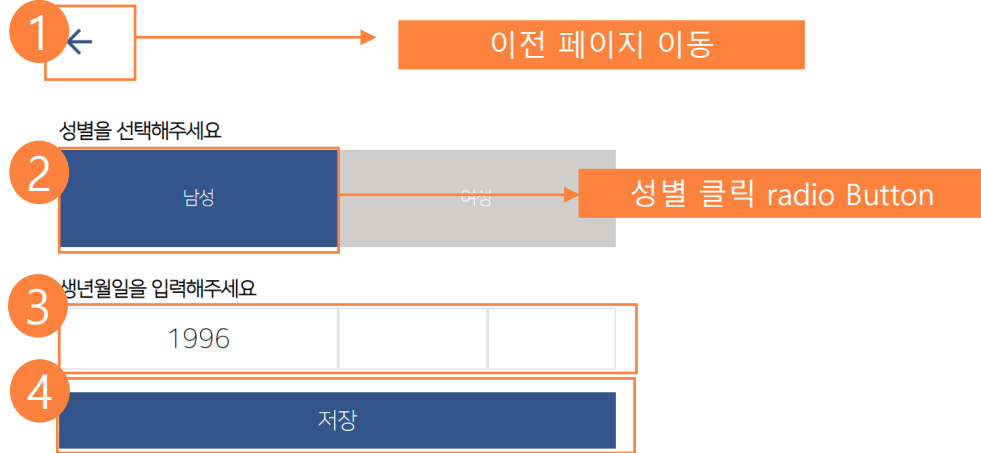 1
이전 페이지 이동
성별을 선택해주세요
2
남성
여성
성별 클릭 radio Button
생년월일을 입력해주세요
3
1996
4
저장